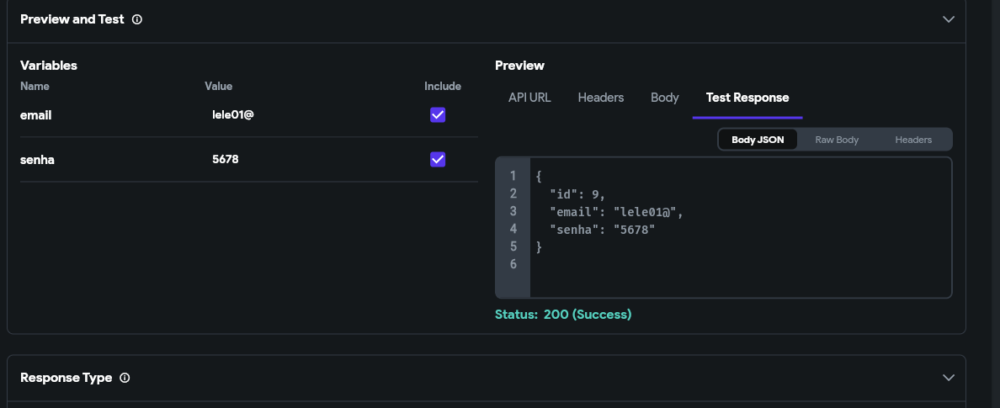 Preview and Test
Variables
Name Value Include
email lele01@
senha 5678
Preview
API URL Headers Body Test Response
Body JSON Raw Body Headers
1 {
2 "id": 9,
3 "email": "lele01@",
4 "senha": "5678"
5 }
6
Status: 200 (Success)
Response Type